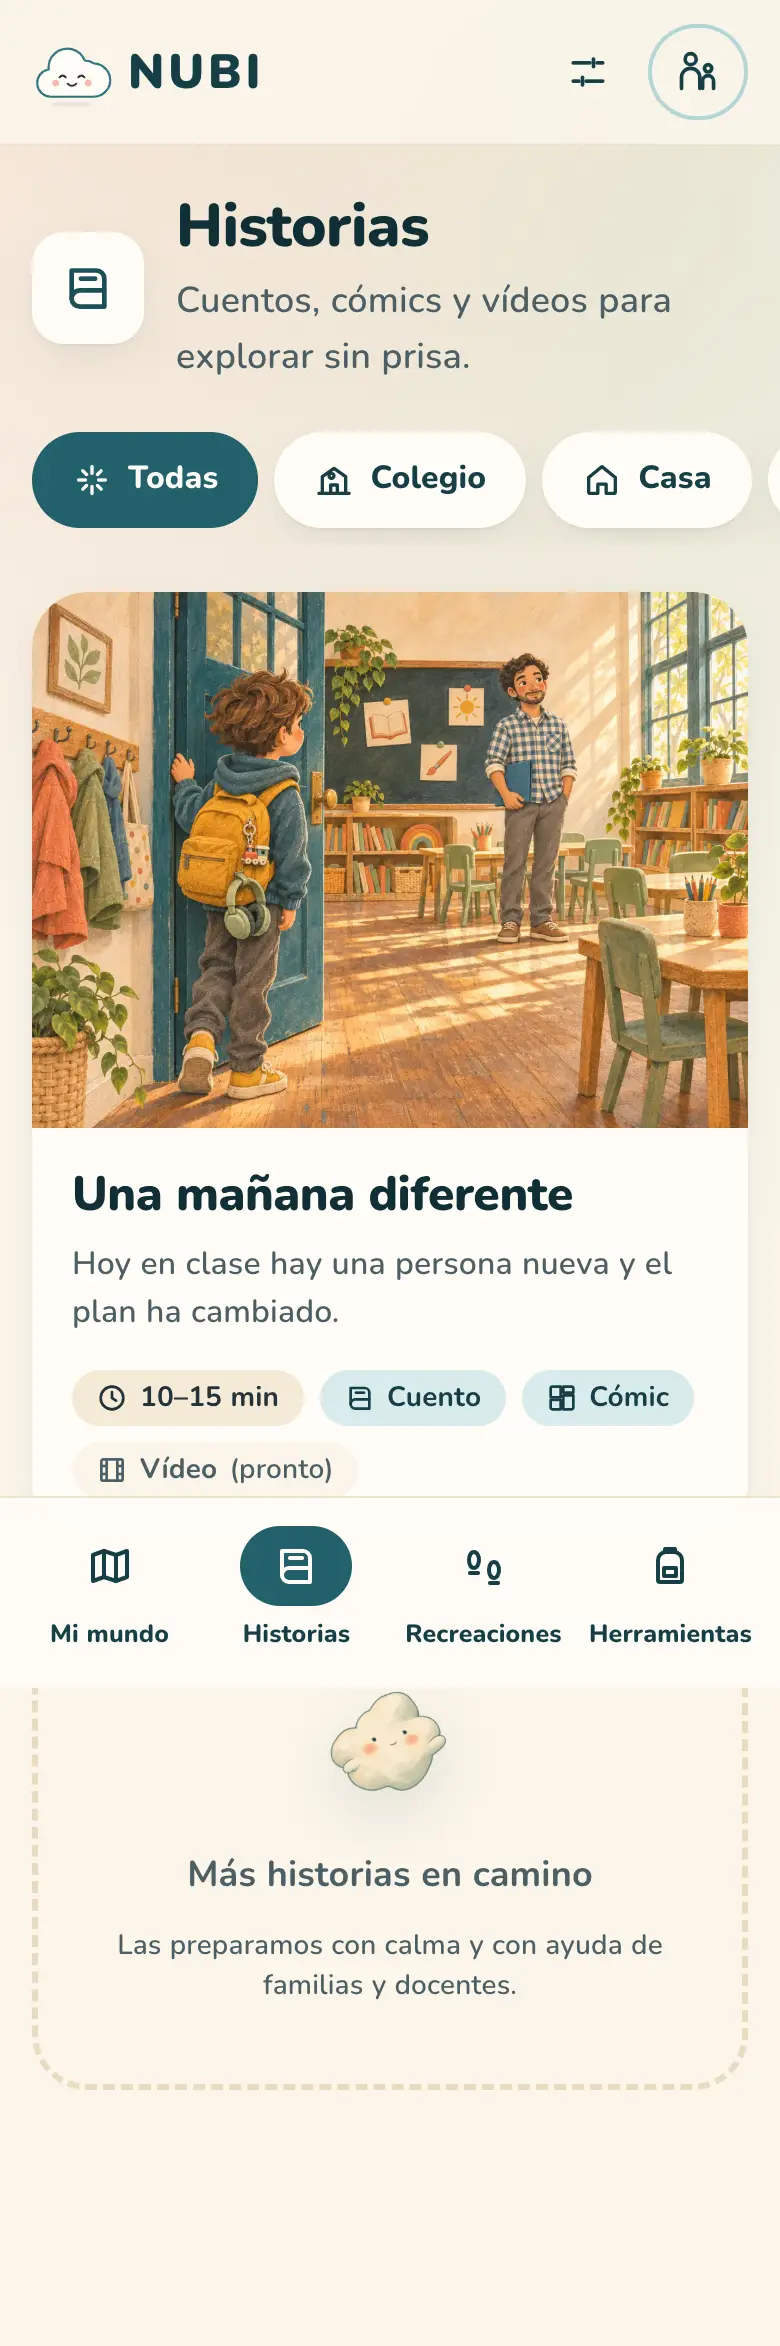 NUBI
Historias
Cuentos, cómics y vídeos para
explorar sin prisa.
Todas
Colegio
Casa
Una mañana diferente
Hoy en clase hay una persona nueva y el
plan ha cambiado.
10–15 min
Cuento
Cómic
Vídeo (pronto)
Mi mundo
Historias
Recreaciones
Herramientas
Más historias en camino
Las preparamos con calma y con ayuda de
familias y docentes.